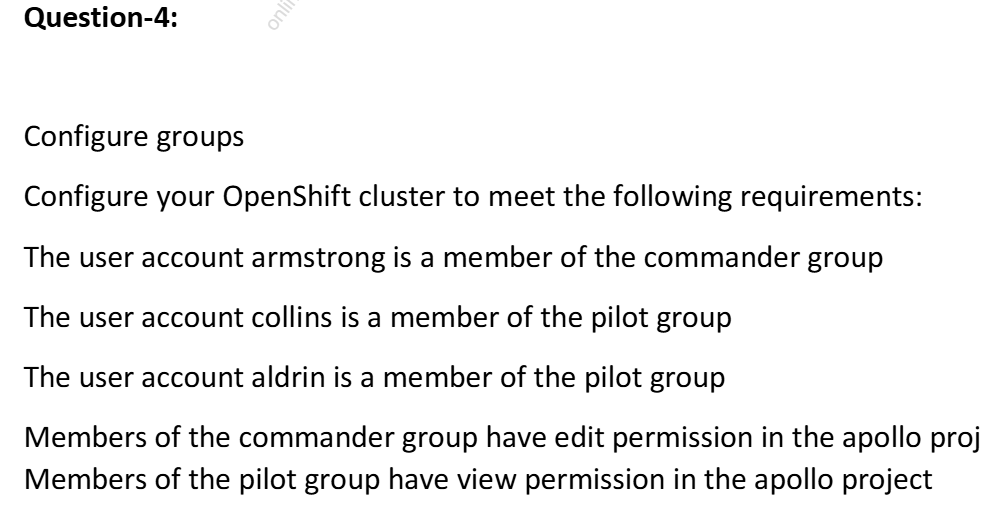 Question-4:
Configure groups
Configure your OpenShift cluster to meet the following requirements:
The user account armstrong is a member of the commander group
The user account collins is a member of the pilot group
The user account aldrin is a member of the pilot group
Members of the commander group have edit permission in the apollo proj
Members of the pilot group have view permission in the apollo project